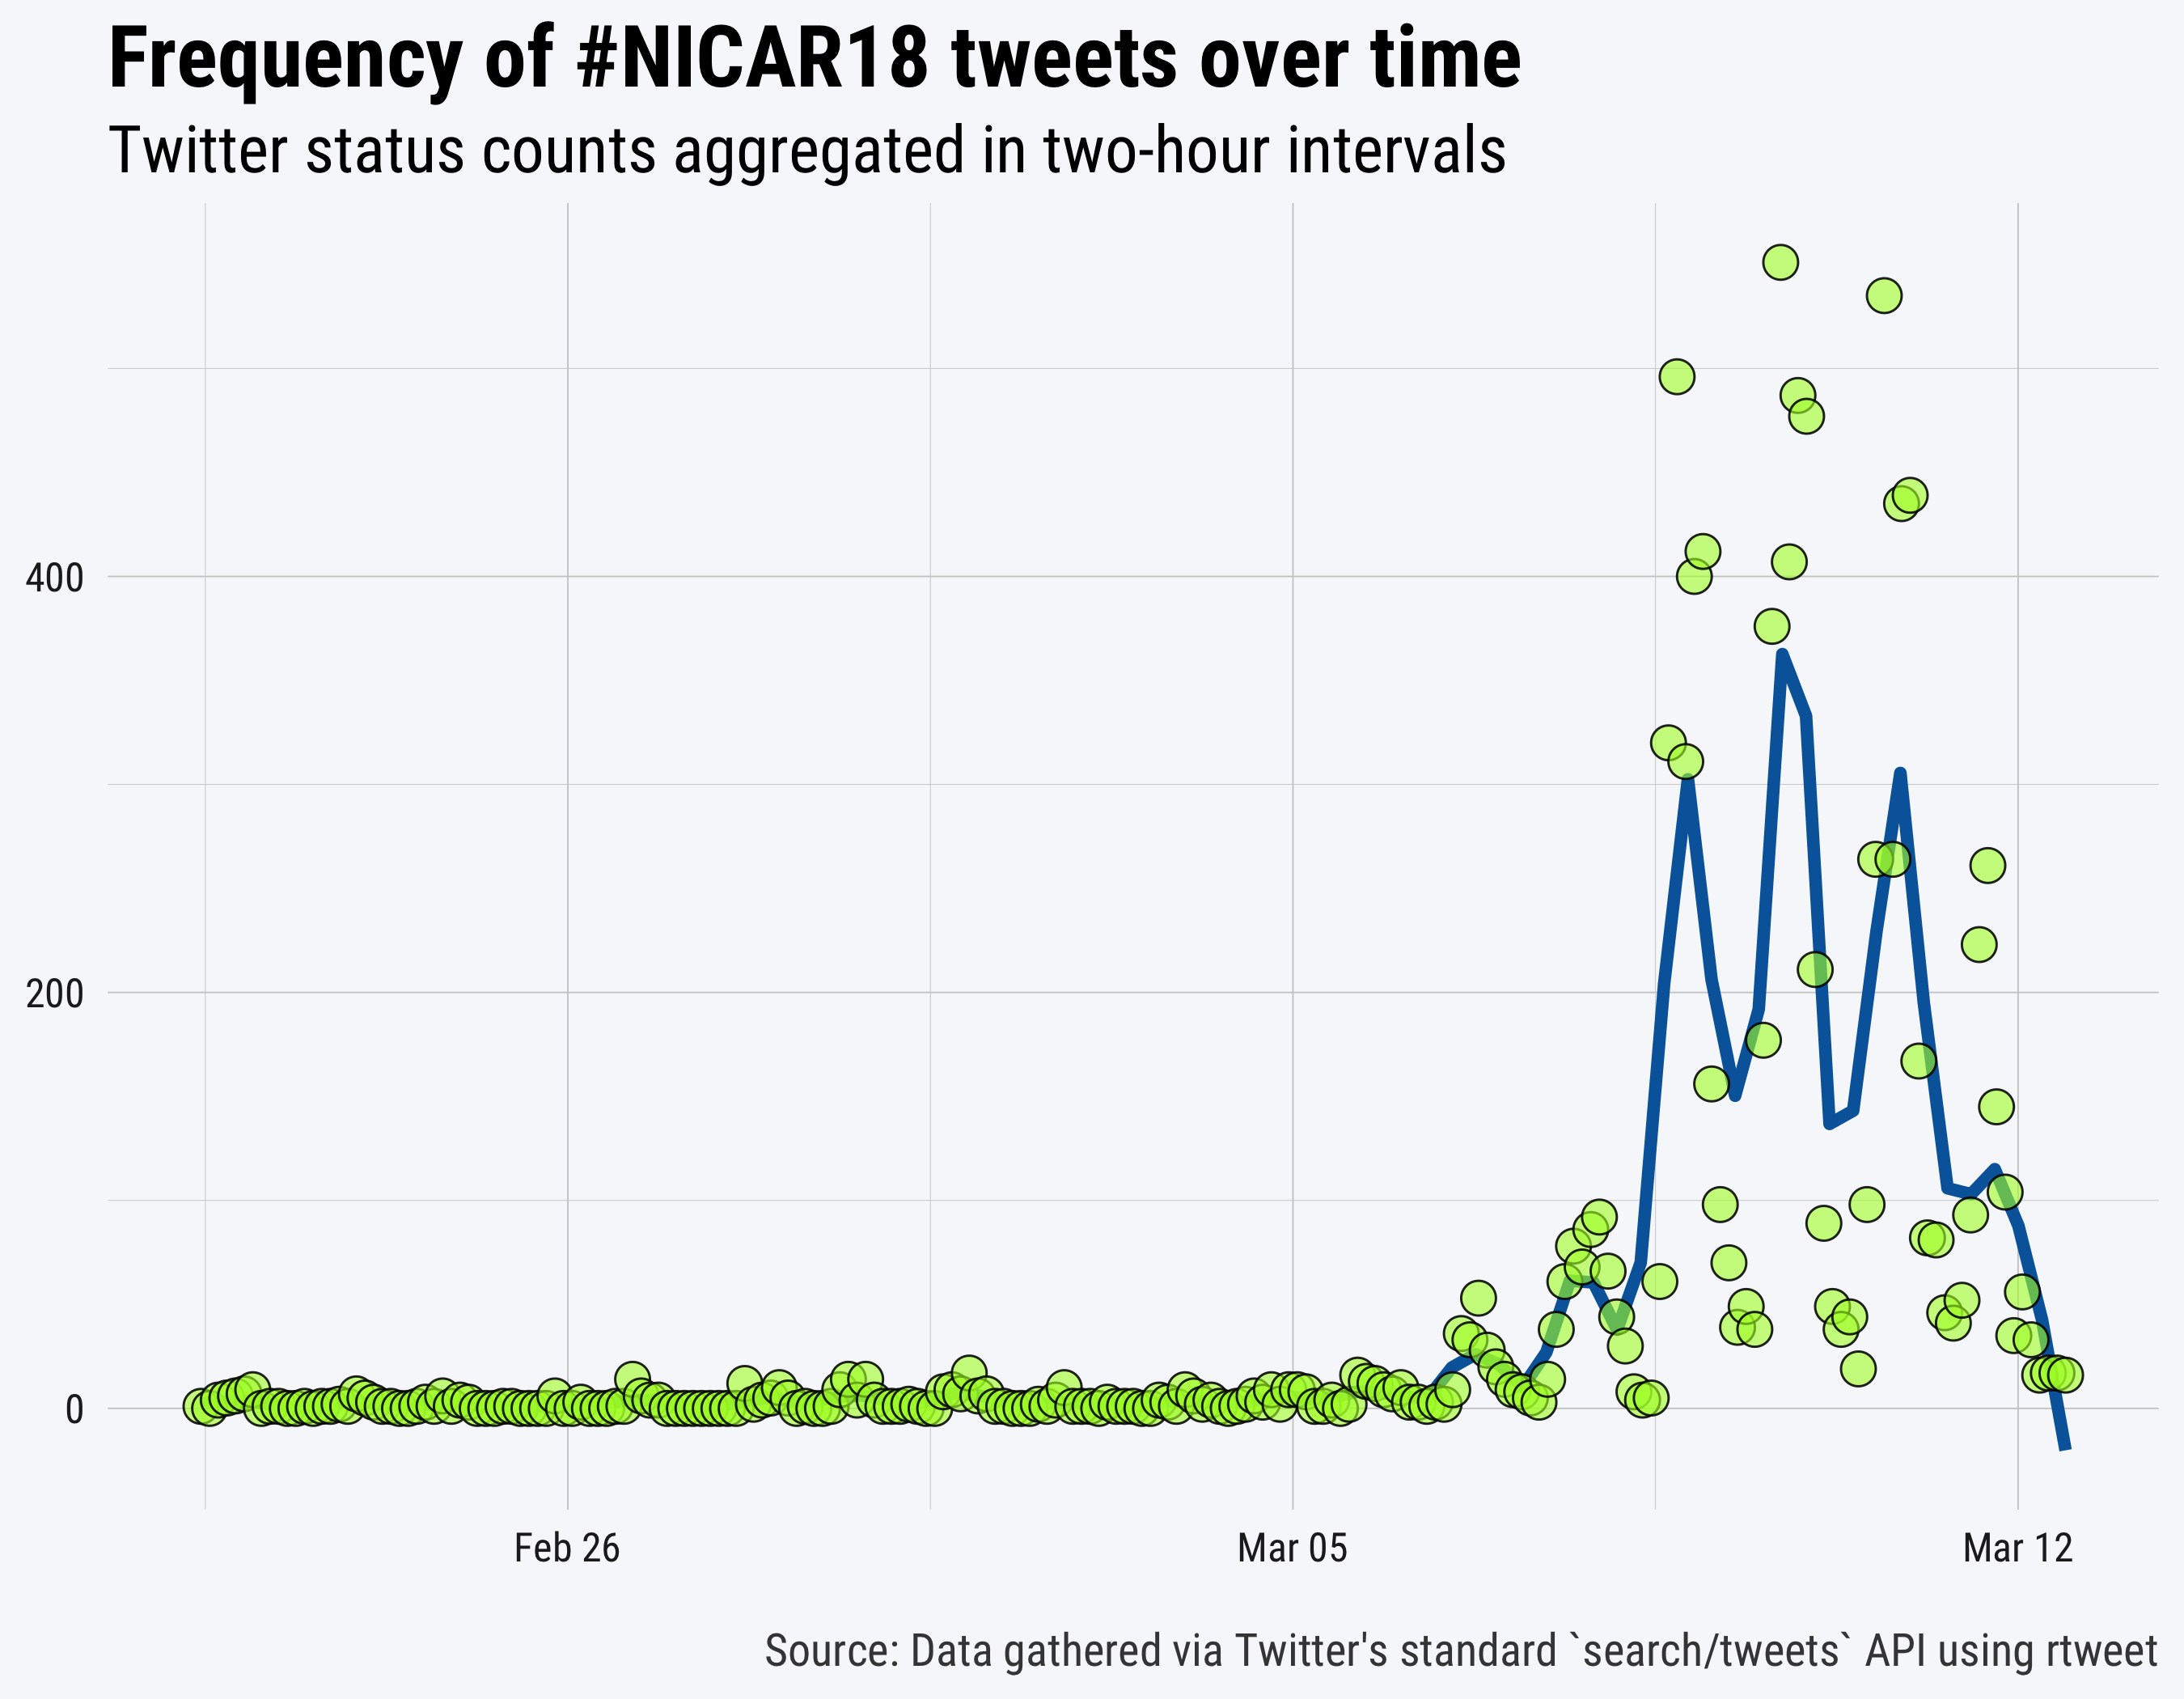 Frequency of #NICAR18 tweets over time
Twitter status counts aggregated in two-hour intervals
400
200
0
Feb 26 Mar 05 Mar 12
Source: Data gathered via Twitter's standard `search/tweets` API using rtweet